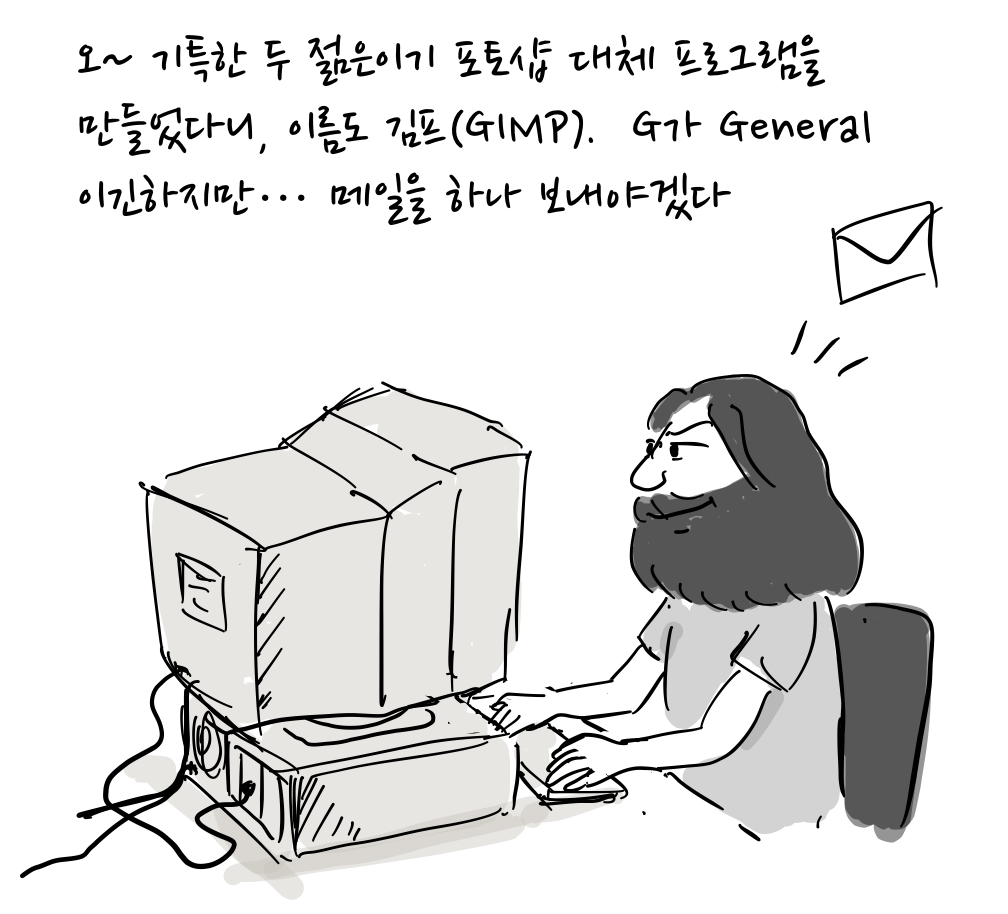 오~ 기특한 두 젊은이기 포토샵 대체 프로그램을
만들었다니, 이름도 김프(GIMP). G가 General
이긴하지만... 메일을 하나 보내야겠다